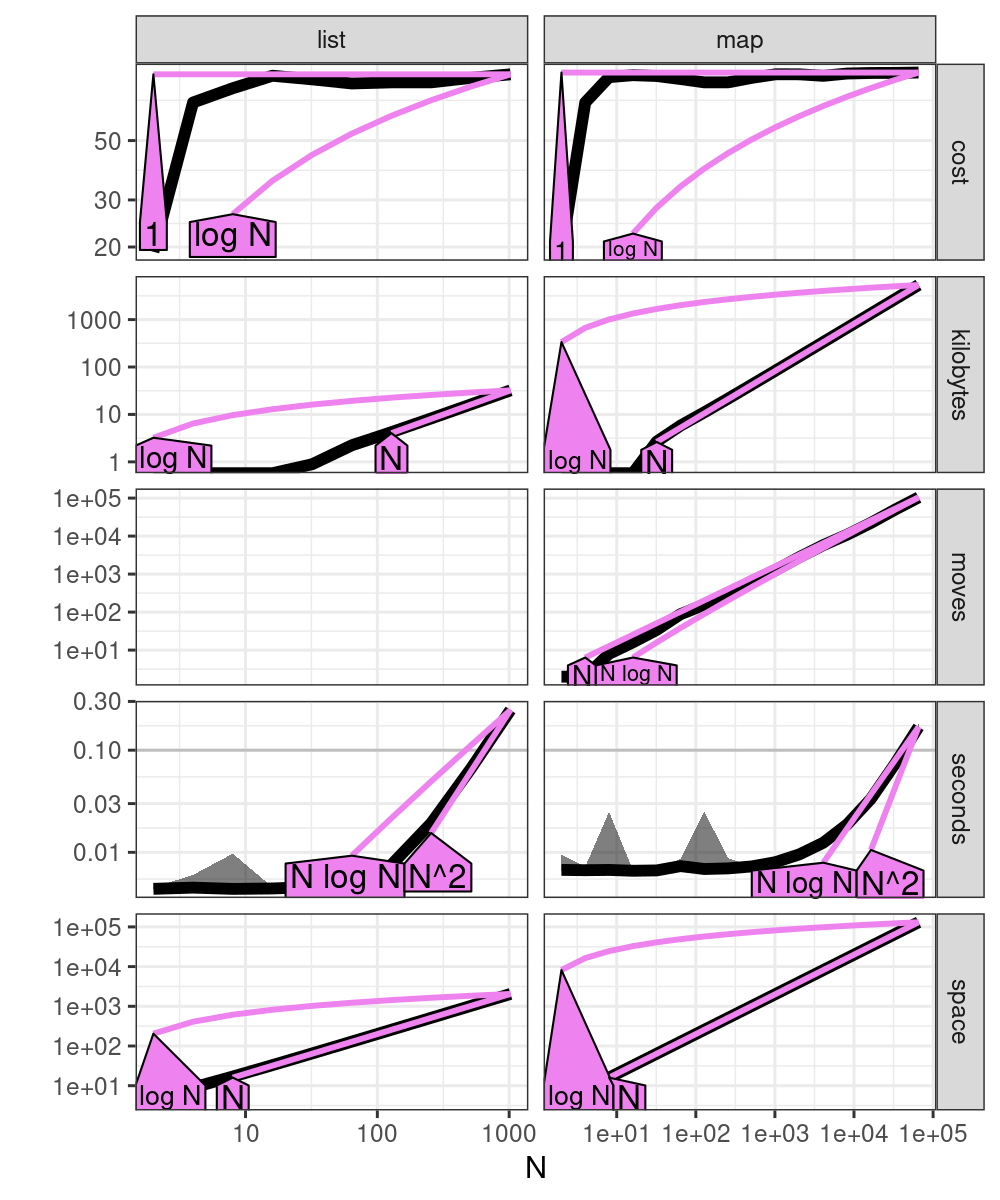 list map
50
30
20
1 log N 1 log N
cost
1000
100
10
1
log N N log N N
kilobytes
1e+05
1e+04
1e+03
1e+02
1e+01
N N log N
moves
0.30
0.10
0.03
0.01
N log N N^2 N log N N^2
seconds
1e+05
1e+04
1e+03
1e+02
1e+01
log N N log N N
space
10 100 1000 1e+01 1e+02 1e+03 1e+04 1e+05
N